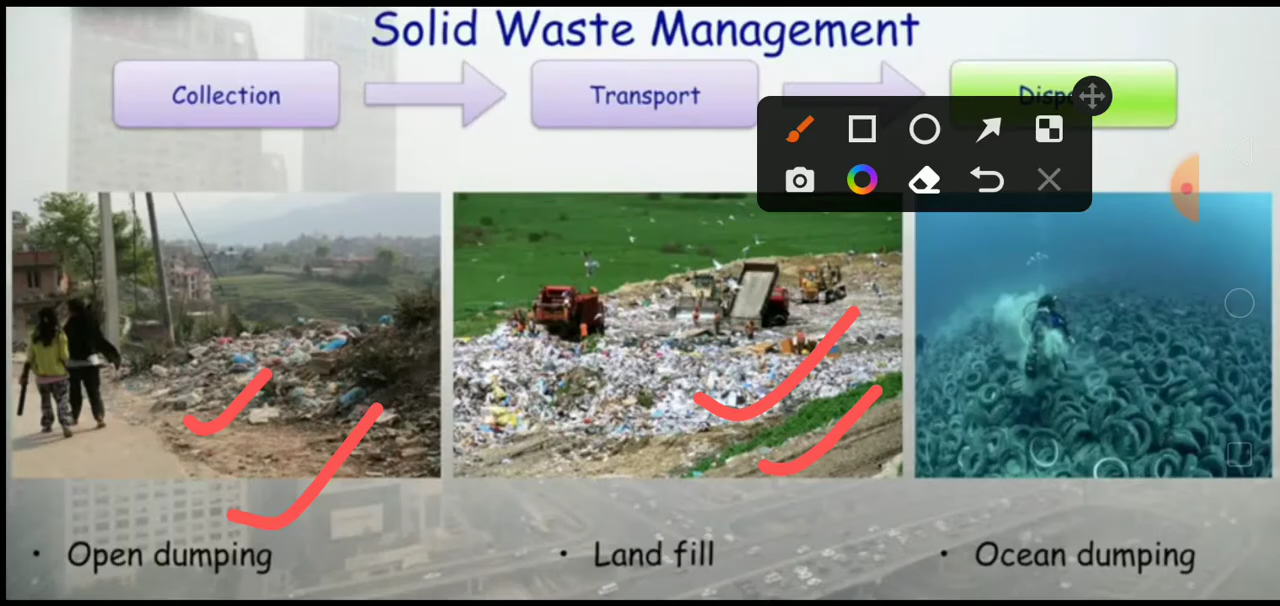 Solid Waste Management
Collection
Transport
• Open dumping
• Land fill
• Ocean dumping